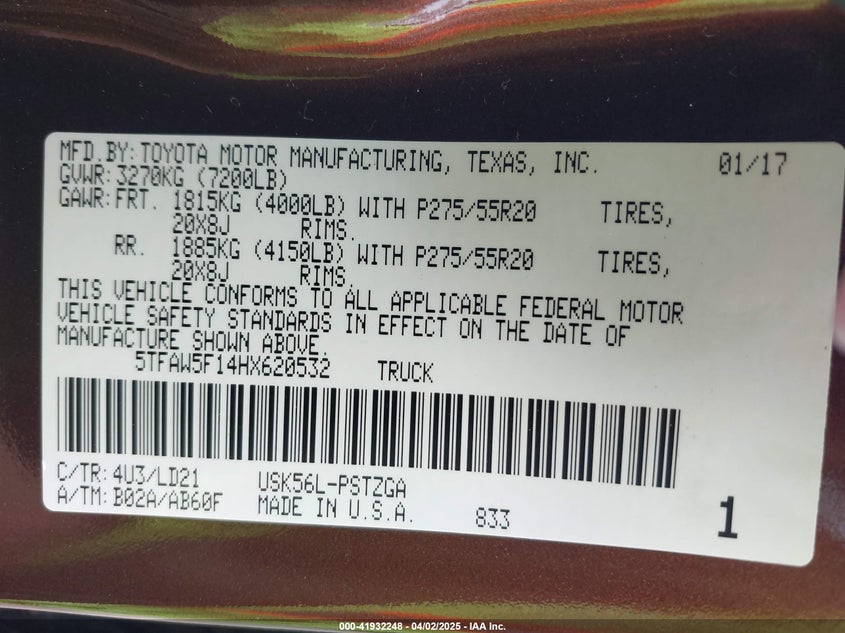 MFD.BY:TOYOTA MOTOR MANUFACTURING, TEXAS, INC. 01/17
GVWR:3270KG (7200LB)
GAWR:FRT. 1815KG (4000LB) WITH P275/55R20 TIRES,
20X8J RIMS.
RR. 1885KG (4150LB) WITH P275/55R20 TIRES,
20X8J RIMS.
THIS VEHICLE CONFORMS TO ALL APPLICABLE FEDERAL MOTOR
VEHICLE SAFETY STANDARDS IN EFFECT ON THE DATE OF
MANUFACTURE SHOWN ABOVE.
5TFAW5F14HX620532 TRUCK
C/TR:4U3/LD21 USK56L-PSTZGA
A/TM:B02A/AB60F MADE IN U.S.A. 833 1
000-41932248 - 04/02/2025 - IAA Inc.